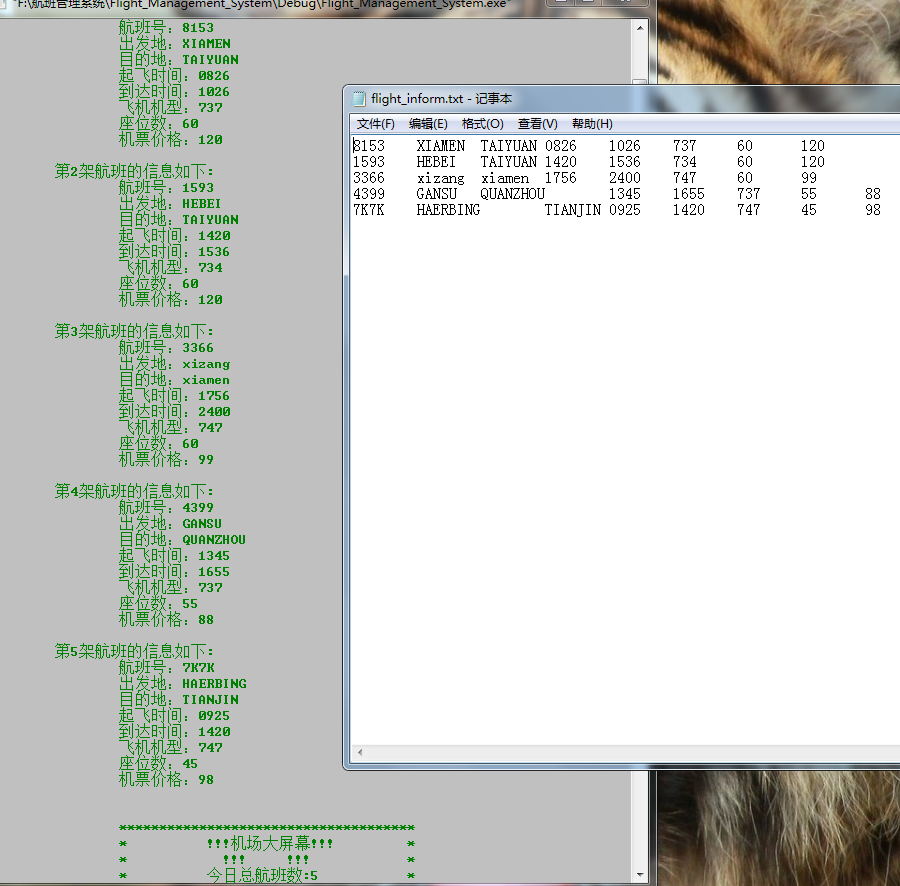 "F:\航班管理系统\Flight_Management_System\Debug\Flight_Management_System.exe"
航班号：8153
出发地：XIAMEN
目的地：TAIYUAN
起飞时间：0826
到达时间：1026
飞机机型：737
座位数：60
机票价格：120
第2架航班的信息如下：
航班号：1593
出发地：HEBEI
目的地：TAIYUAN
起飞时间：1420
到达时间：1536
飞机机型：734
座位数：60
机票价格：120
第3架航班的信息如下：
航班号：3366
出发地：xizang
目的地：xiamen
起飞时间：1756
到达时间：2400
飞机机型：747
座位数：60
机票价格：99
第4架航班的信息如下：
航班号：4399
出发地：GANSU
目的地：QUANZHOU
起飞时间：1345
到达时间：1655
飞机机型：737
座位数：55
机票价格：88
第5架航班的信息如下：
航班号：7K7K
出发地：HAERBING
目的地：TIANJIN
起飞时间：0925
到达时间：1420
飞机机型：747
座位数：45
机票价格：98
*************************************
* !!!机场大屏幕!!! *
* !!! !!! *
* 今日总航班数:5 *
flight_inform.txt - 记事本
文件(F) 编辑(E) 格式(O) 查看(V) 帮助(H)
8153 XIAMEN TAIYUAN 0826 1026 737 60 120
1593 HEBEI TAIYUAN 1420 1536 734 60 120
3366 xizang xiamen 1756 2400 747 60 99
4399 GANSU QUANZHOU 1345 1655 737 55 88
7K7K HAERBING TIANJIN 0925 1420 747 45 98